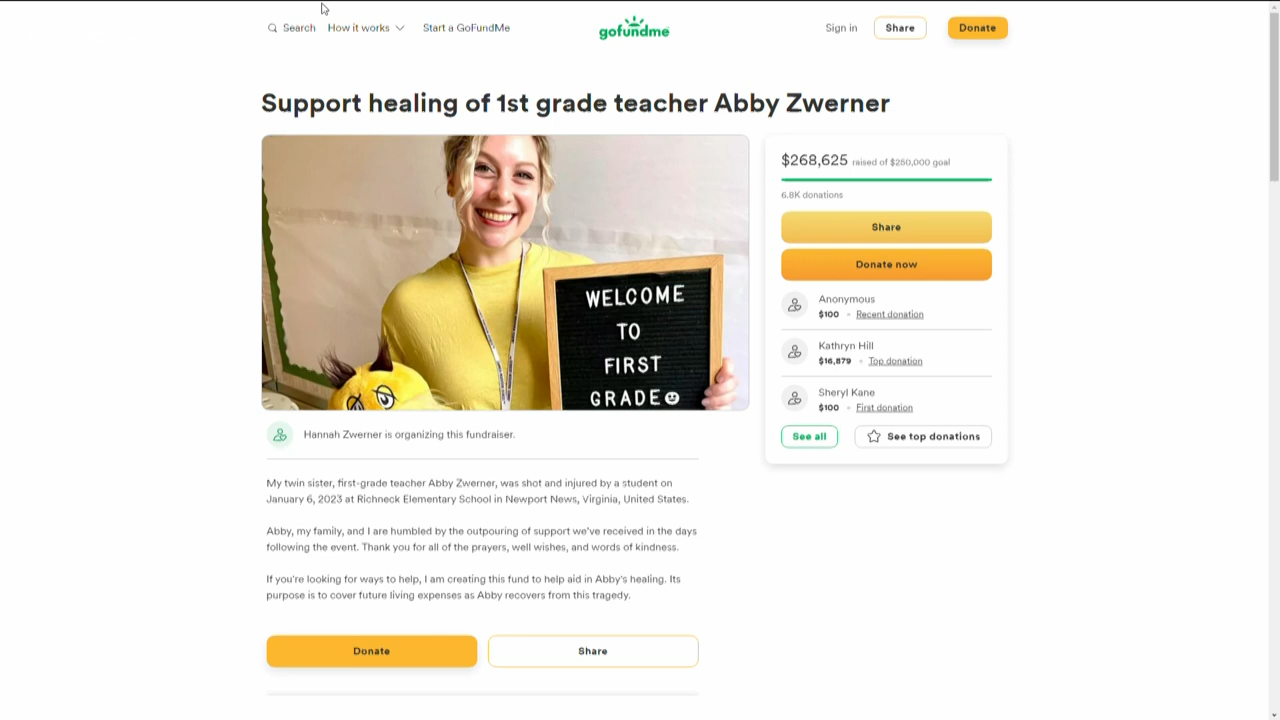 Search How it works Start a GoFundMe gofundme Sign in Share Donate
Support healing of 1st grade teacher Abby Zwerner
WELCOME
TO
FIRST
GRADE
$268,625 raised of $250,000 goal
6.8K donations
Share
Donate now
Anonymous
$100 • Recent donation
Kathryn Hill
$16,879 • Top donation
Sheryl Kane
$100 • First donation
See all See top donations
Hannah Zwerner is organizing this fundraiser.
My twin sister, first-grade teacher Abby Zwerner, was shot and injured by a student on
January 6, 2023 at Richneck Elementary School in Newport News, Virginia, United States.
Abby, my family, and I are humbled by the outpouring of support we've received in the days
following the event. Thank you for all of the prayers, well wishes, and words of kindness.
If you're looking for ways to help, I am creating this fund to help aid in Abby's healing. Its
purpose is to cover future living expenses as Abby recovers from this tragedy.
Donate Share